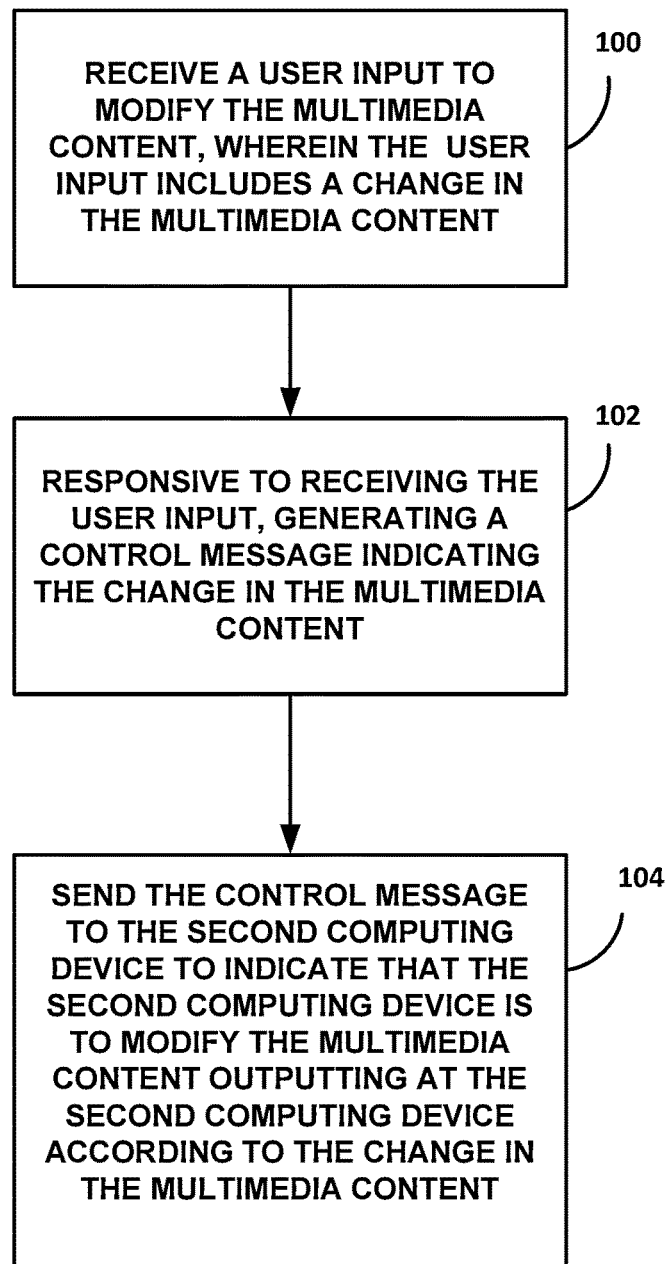 100
RECEIVE A USER INPUT TO
MODIFY THE MULTIMEDIA
CONTENT, WHEREIN THE USER
INPUT INCLUDES A CHANGE IN
THE MULTIMEDIA CONTENT
102
RESPONSIVE TO RECEIVING THE
USER INPUT, GENERATING A
CONTROL MESSAGE INDICATING
THE CHANGE IN THE MULTIMEDIA
CONTENT
104
SEND THE CONTROL MESSAGE
TO THE SECOND COMPUTING
DEVICE TO INDICATE THAT THE
SECOND COMPUTING DEVICE IS
TO MODIFY THE MULTIMEDIA
CONTENT OUTPUTTING AT THE
SECOND COMPUTING DEVICE
ACCORDING TO THE CHANGE IN
THE MULTIMEDIA CONTENT